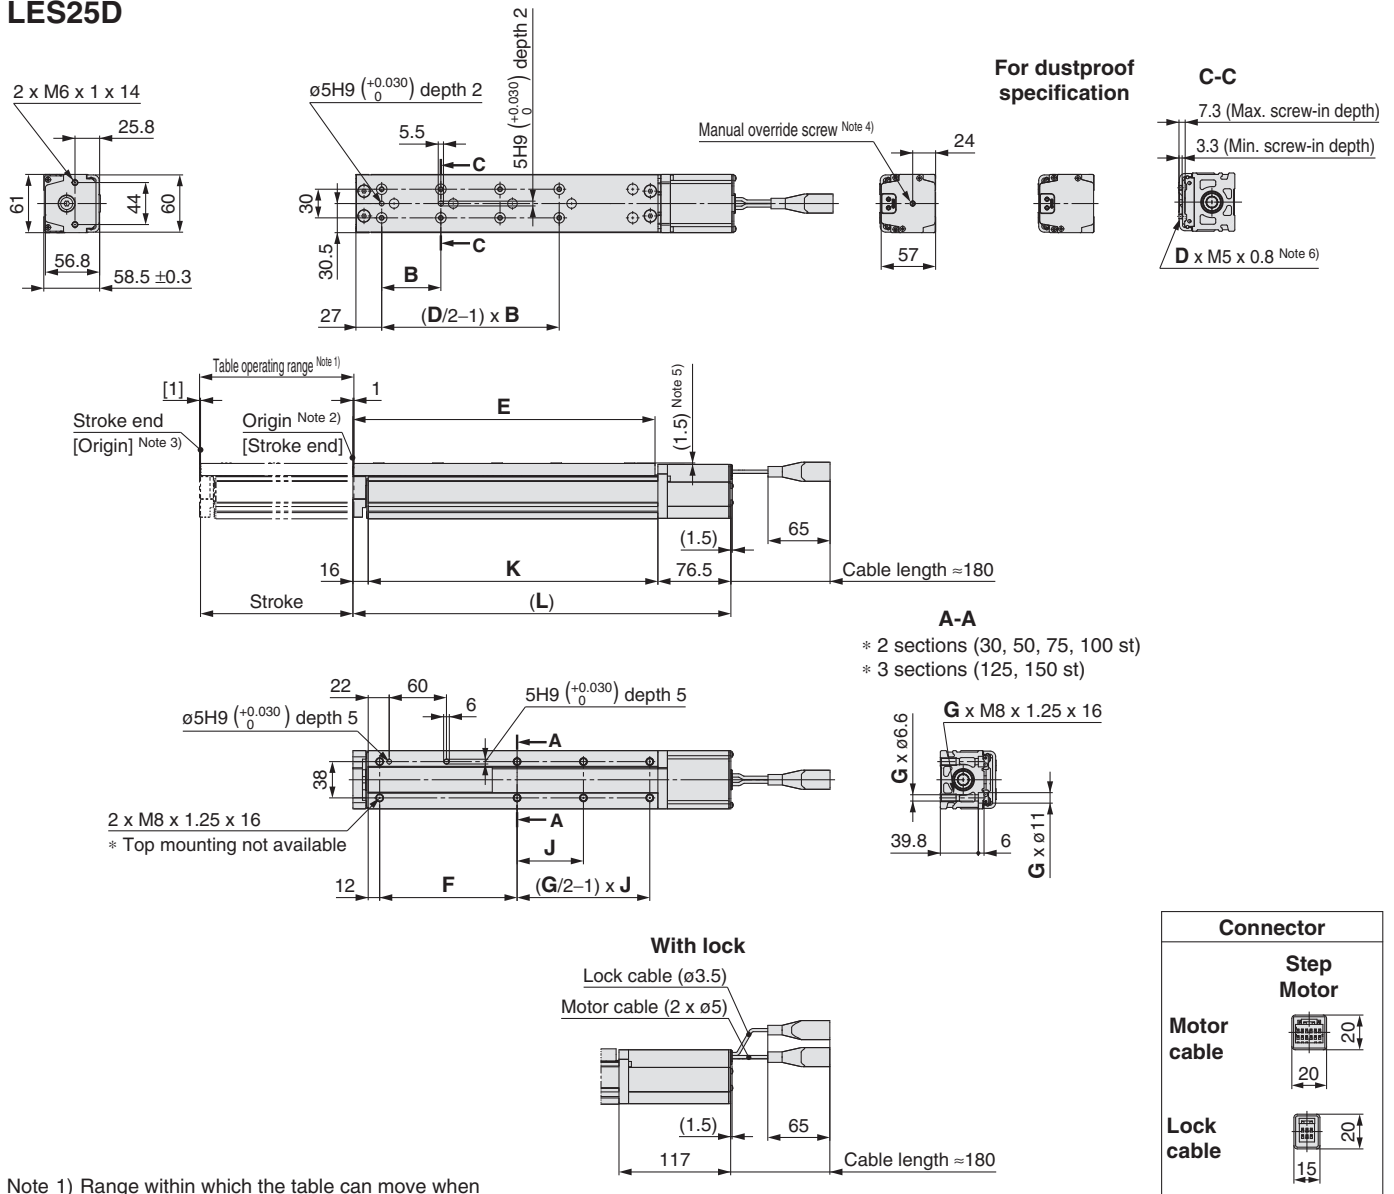 LES25D
2 x M6 x 1 x 14
25.8
61
44
60
56.8
58.5 ±0.3
ø5H9 (+0.030 0) depth 2
5H9 (+0.030 0) depth 2
5.5
C
C
30
30.5
B
27
(D/2–1) x B
Manual override screw Note 4)
24
57
For dustproof
specification
C-C
7.3 (Max. screw-in depth)
3.3 (Min. screw-in depth)
D x M5 x 0.8 Note 6)
Table operating range Note 1)
[1]
1
Stroke end
[Origin] Note 3)
Origin Note 2)
[Stroke end]
E
(1.5) Note 5)
(1.5)
65
16
K
76.5
Cable length ≈180
Stroke
(L)
A-A
* 2 sections (30, 50, 75, 100 st)
* 3 sections (125, 150 st)
22
60
6
5H9 (+0.030 0) depth 5
ø5H9 (+0.030 0) depth 5
A
A
38
2 x M8 x 1.25 x 16
* Top mounting not available
J
12
F
(G/2–1) x J
G x M8 x 1.25 x 16
G x ø6.6
39.8
6
G x ø11
With lock
Lock cable (ø3.5)
Motor cable (2 x ø5)
(1.5)
65
117
Cable length ≈180
Connector
Step
Motor
Motor
cable
20
20
Lock
cable
20
15
Note 1) Range within which the table can move when